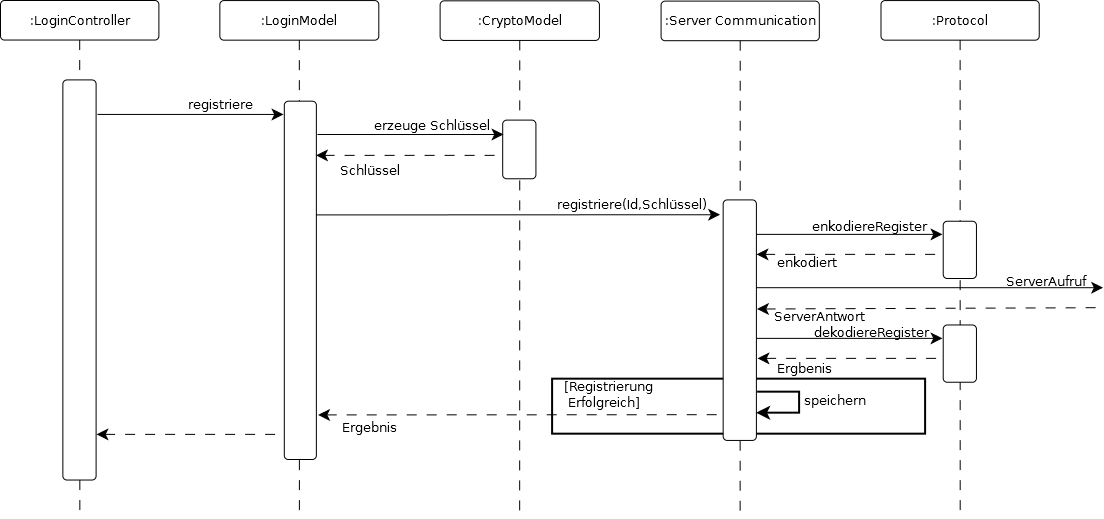 :LoginController
:LoginModel
:CryptoModel
:Server Communication
:Protocol
registriere
erzeuge Schlüssel
Schlüssel
registriere(Id,Schlüssel)
enkodiereRegister
enkodiert
ServerAufruf
ServerAntwort
dekodiereRegister
Ergbenis
[Registrierung
Erfolgreich]
speichern
Ergebnis